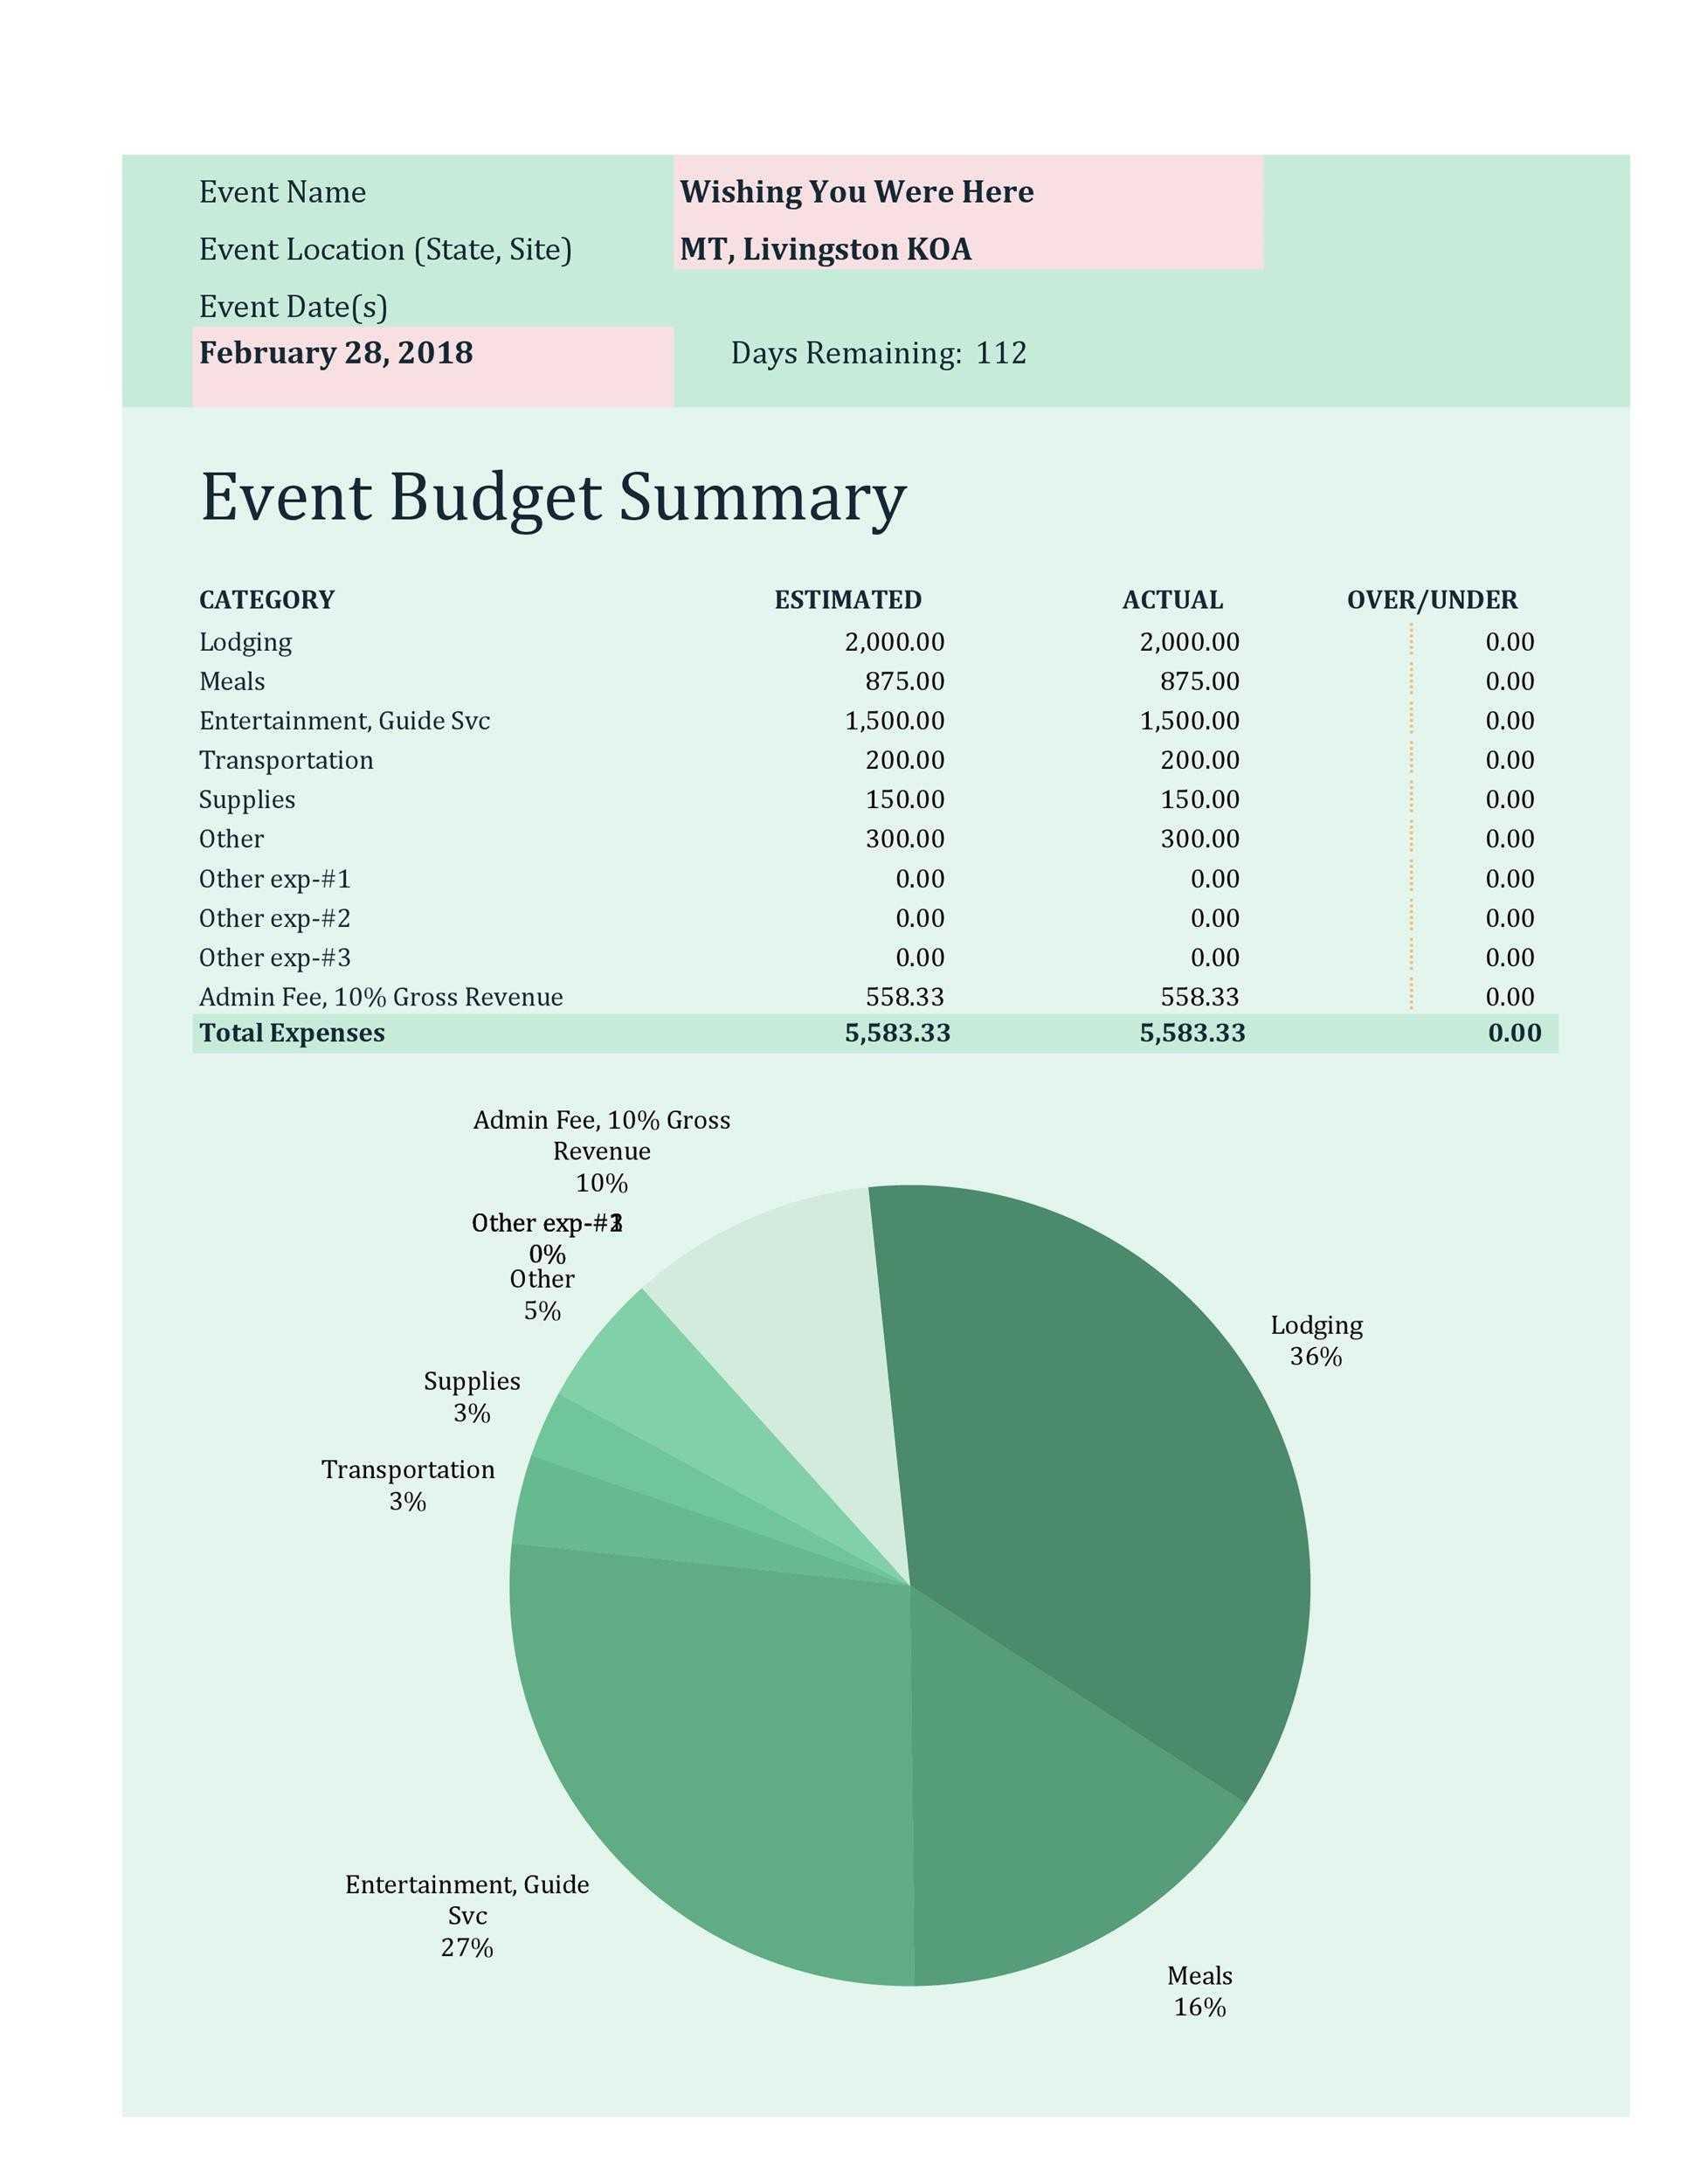 Event Name Wishing You Were Here
Event Location (State, Site) MT, Livingston KOA
Event Date(s)
February 28, 2018 Days Remaining: 112
Event Budget Summary
CATEGORY ESTIMATED ACTUAL OVER/UNDER
Lodging 2,000.00 2,000.00 0.00
Meals 875.00 875.00 0.00
Entertainment, Guide Svc 1,500.00 1,500.00 0.00
Transportation 200.00 200.00 0.00
Supplies 150.00 150.00 0.00
Other 300.00 300.00 0.00
Other exp-#1 0.00 0.00 0.00
Other exp-#2 0.00 0.00 0.00
Other exp-#3 0.00 0.00 0.00
Admin Fee, 10% Gross Revenue 558.33 558.33 0.00
Total Expenses 5,583.33 5,583.33 0.00
Admin Fee, 10% Gross
Revenue
10%
Other
0%
Other
5%
Lodging
36%
Supplies
3%
Transportation
3%
Entertainment, Guide
Svc
27%
Meals
16%